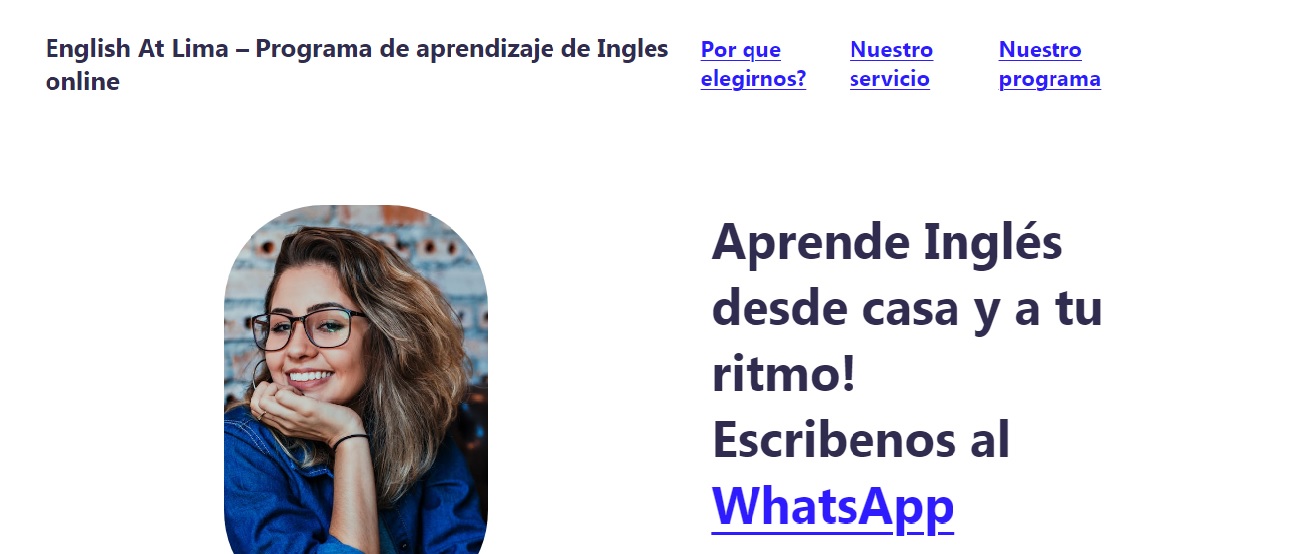 English At Lima – Programa de aprendizaje de Ingles
online
Por que
elegirnos?
Nuestro
servicio
Nuestro
programa
Aprende Inglés
desde casa y a tu
ritmo!
Escribenos al
WhatsApp